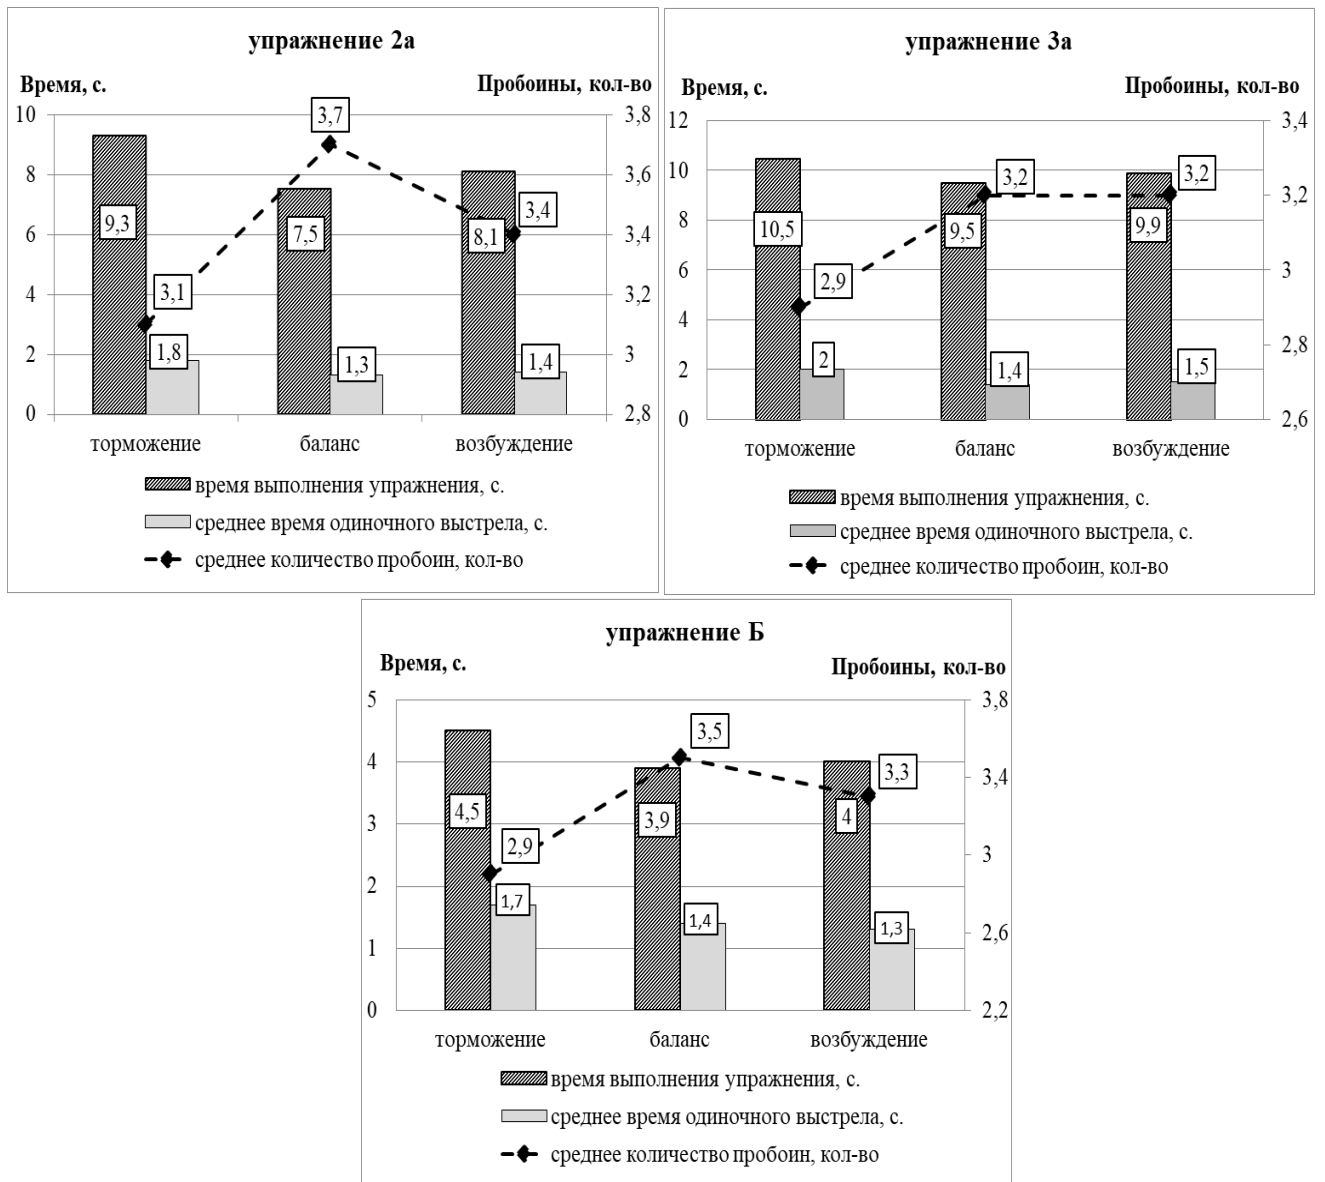 упражнение 2а
Время, с.
Пробоины, кол-во
10
8
6
4
2
0
3,8
3,6
3,4
3,2
3
2,8
9,3
7,5
8,1
3,1
3,7
3,4
1,8
1,3
1,4
торможение
баланс
возбуждение
время выполнения упражнения, с.
среднее время одиночного выстрела, с.
среднее количество пробоин, кол-во
упражнение 3а
Время, с.
Пробоины, кол-во
12
10
8
6
4
2
0
3,4
3,2
3
2,8
2,6
10,5
9,5
9,9
2,9
3,2
3,2
2
1,4
1,5
торможение
баланс
возбуждение
время выполнения упражнения, с.
среднее время одиночного выстрела, с.
среднее количество пробоин, кол-во
упражнение Б
Время, с.
Пробоины, кол-во
5
4
3
2
1
0
3,8
3,4
3
2,6
2,2
4,5
3,9
4
2,9
3,5
3,3
1,7
1,4
1,3
торможение
баланс
возбуждение
время выполнения упражнения, с.
среднее время одиночного выстрела, с.
среднее количество пробоин, кол-во